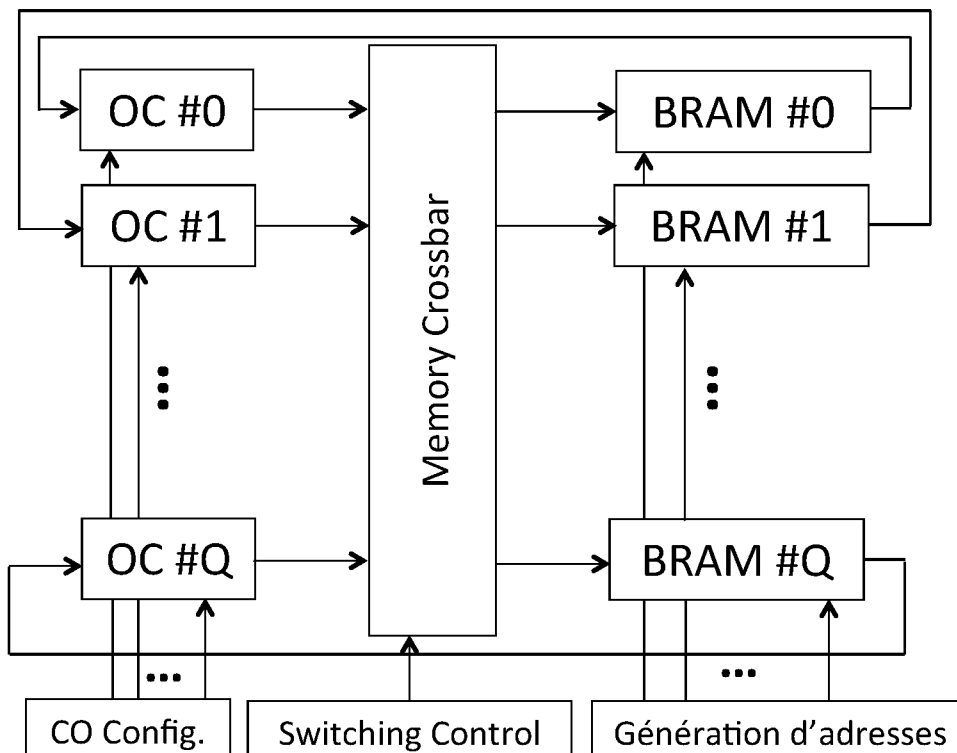 OC #0
BRAM #0
OC #1
BRAM #1
Memory Crossbar
OC #Q
BRAM #Q
CO Config.
Switching Control
Génération d'adresses